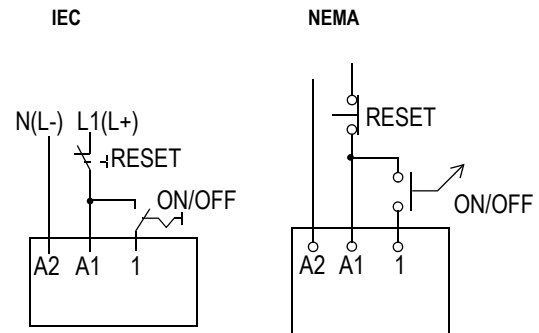 IEC
NEMA
N(L-) L1(L+)
RESET
ON/OFF
A2 A1 1
RESET
ON/OFF
A2 A1 1